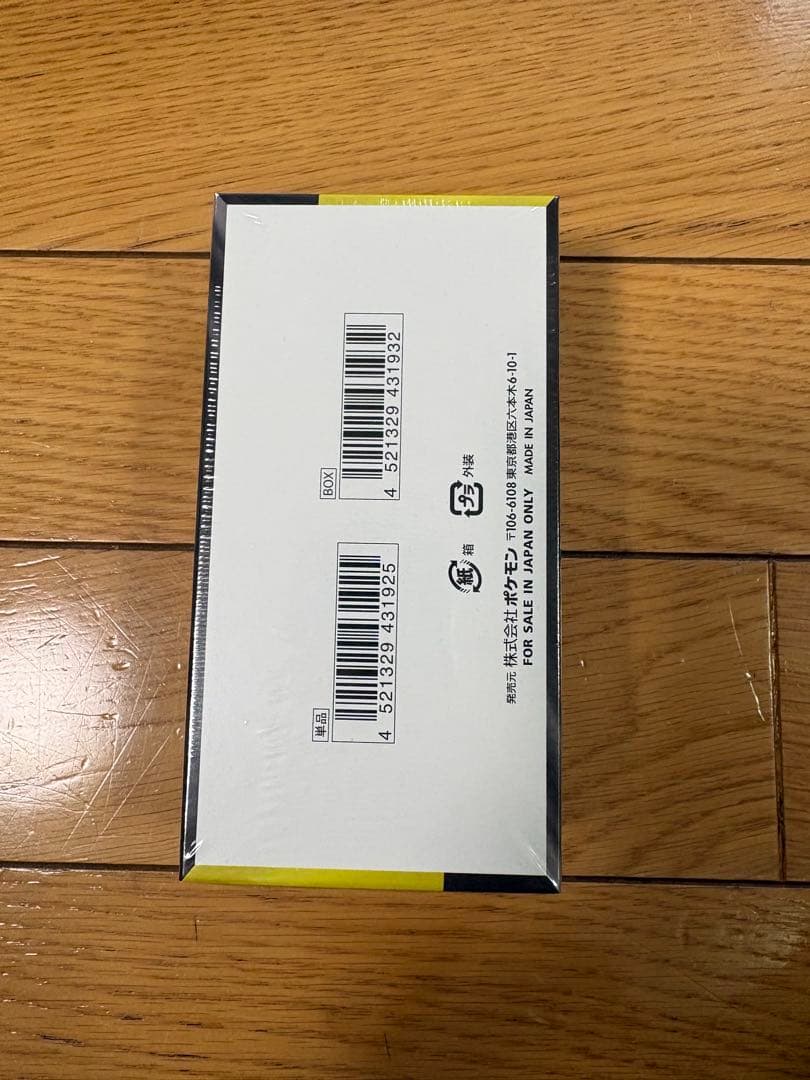 単品
4 521329 431925
BOX
4 521329 431932
紙 箱
プラ 外装
発売元 株式会社ポケモン 〒106-6108 東京都港区六本木6-10-1
FOR SALE IN JAPAN ONLY MADE IN JAPAN